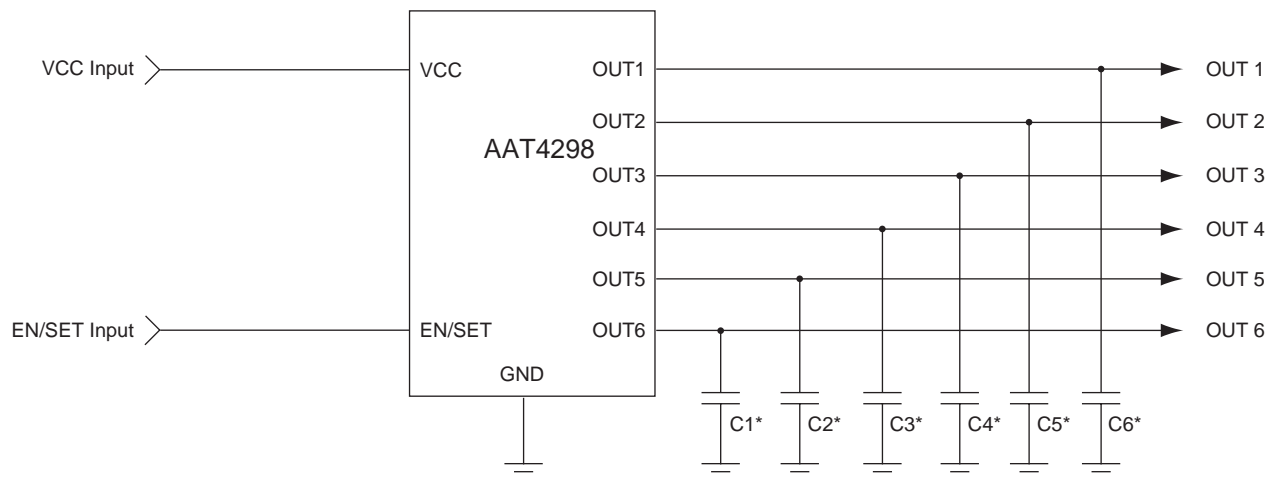 VCC Input
VCC
OUT1
OUT 1
OUT2
OUT 2
AAT4298
OUT3
OUT 3
OUT4
OUT 4
OUT5
OUT 5
EN/SET Input
EN/SET
OUT6
OUT 6
GND
C1*
C2*
C3*
C4*
C5*
C6*